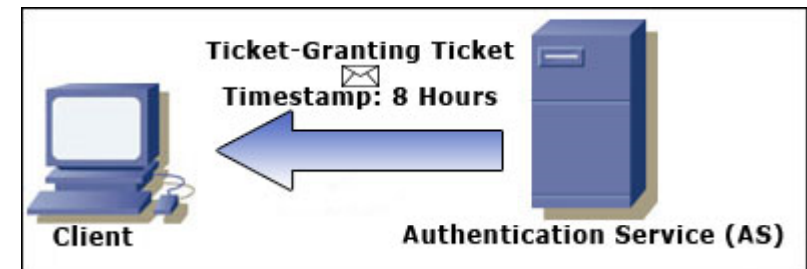 Ticket-Granting Ticket
Timestamp: 8 Hours
Client
Authentication Service (AS)